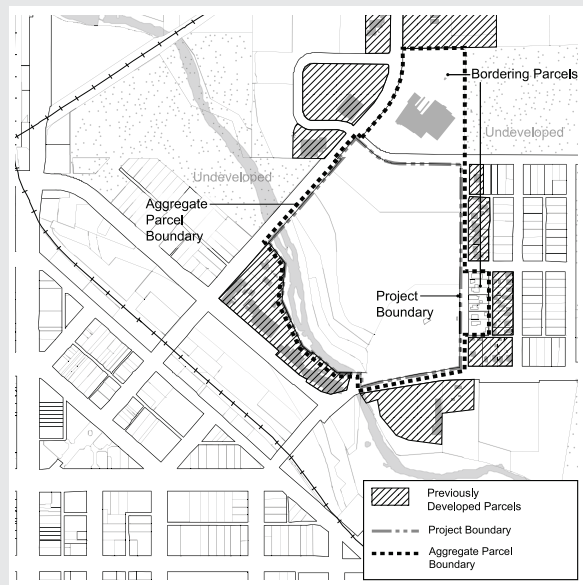 Bordering Parcels
Undeveloped
Undeveloped
Aggregate
Parcel
Boundary
Project
Boundary
Previously
Developed Parcels
Project Boundary
Aggregate Parcel
Boundary